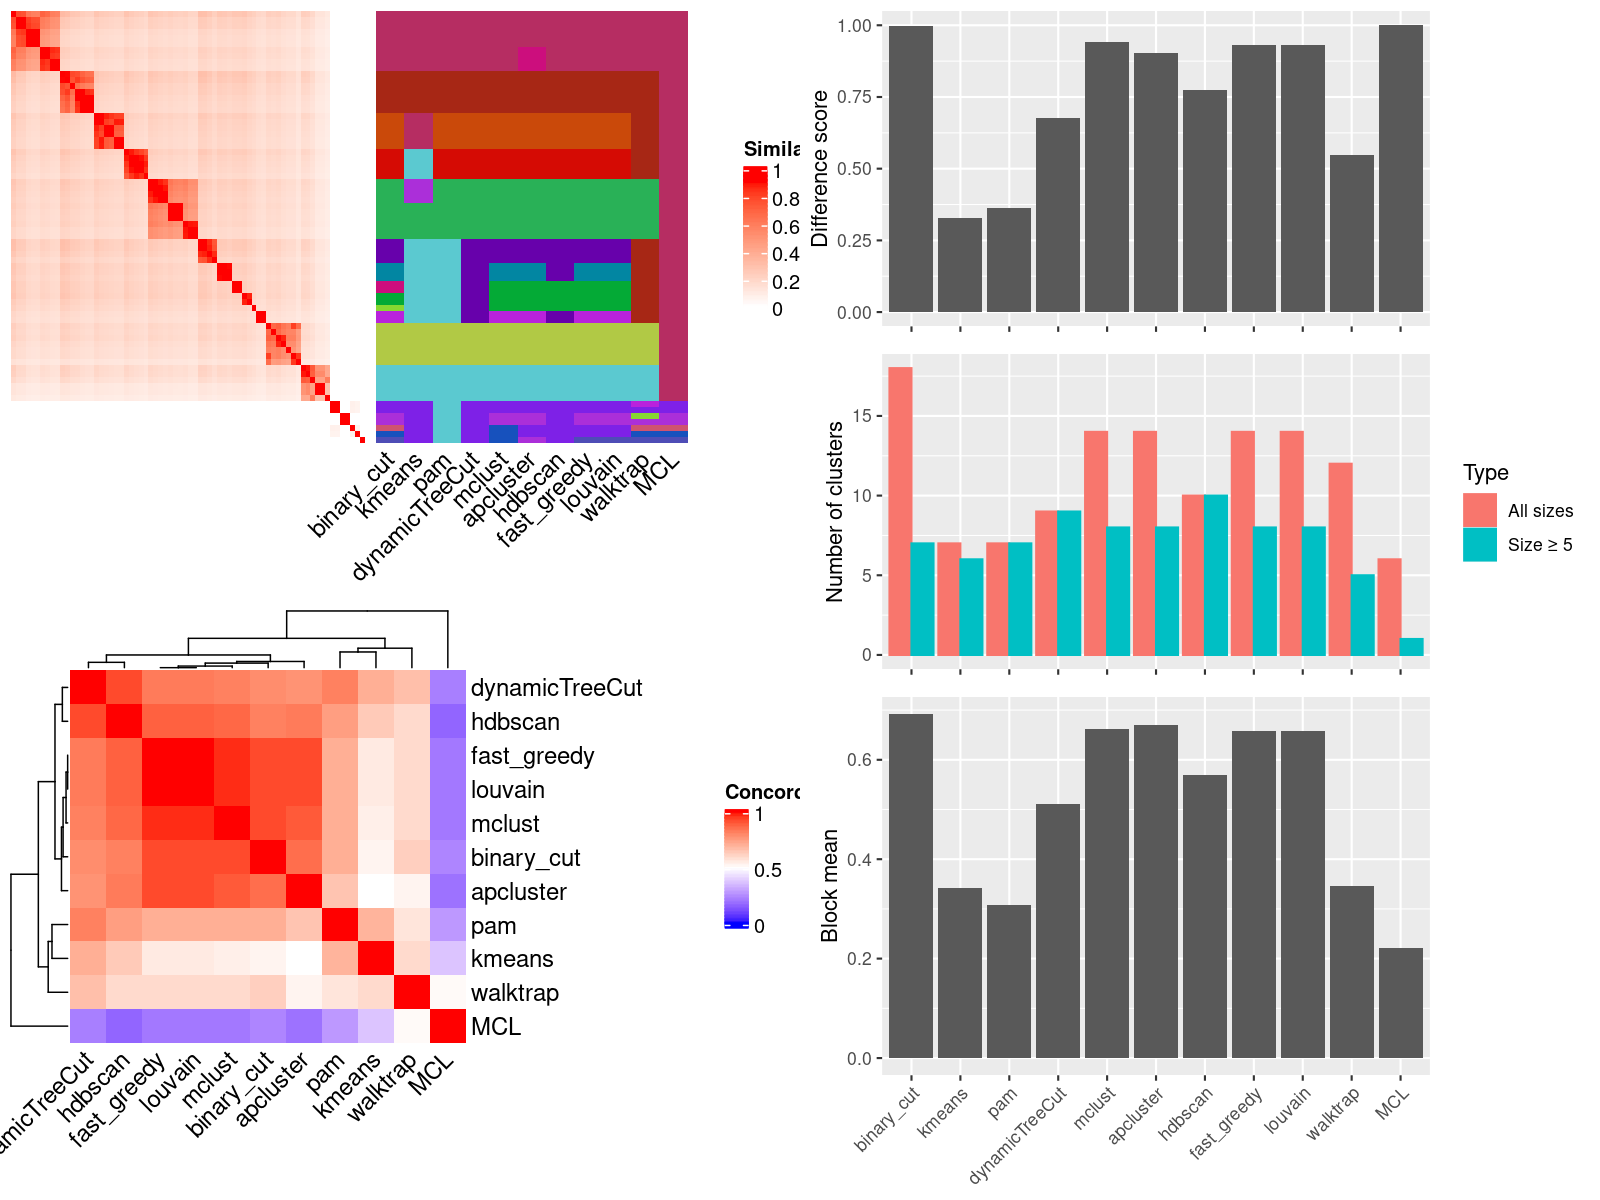 Simila
1
0.8
0.6
0.4
0.2
0
binary_cut
kmeans
pam
dynamicTreeCut
mclust
apcluster
hdbscan
fast_greedy
louvain
walktrap
MCL
Difference score
1.00
0.75
0.50
0.25
0.00
Number of clusters
15
10
5
0
Type
All sizes
Size ≥ 5
dynamicTreeCut
hdbscan
fast_greedy
louvain
mclust
binary_cut
apcluster
pam
kmeans
walktrap
MCL
Concord
1
0.5
0
amicTreeCut
hdbscan
fast_greedy
louvain
mclust
binary_cut
apcluster
pam
kmeans
walktrap
MCL
Block mean
0.6
0.4
0.2
0.0
binary_cut
kmeans
pam
dynamicTreeCut
mclust
apcluster
hdbscan
fast_greedy
louvain
walktrap
MCL